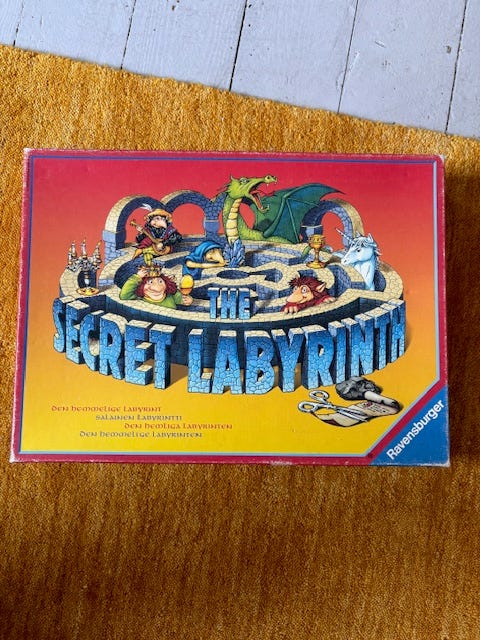 THE
SECRET LABYRINTH
Den hemmelige Labyrint
Salainen Labyrintti
Den hemliga Labyrinten
Den hemmelige Labyrinten
Ravensburger